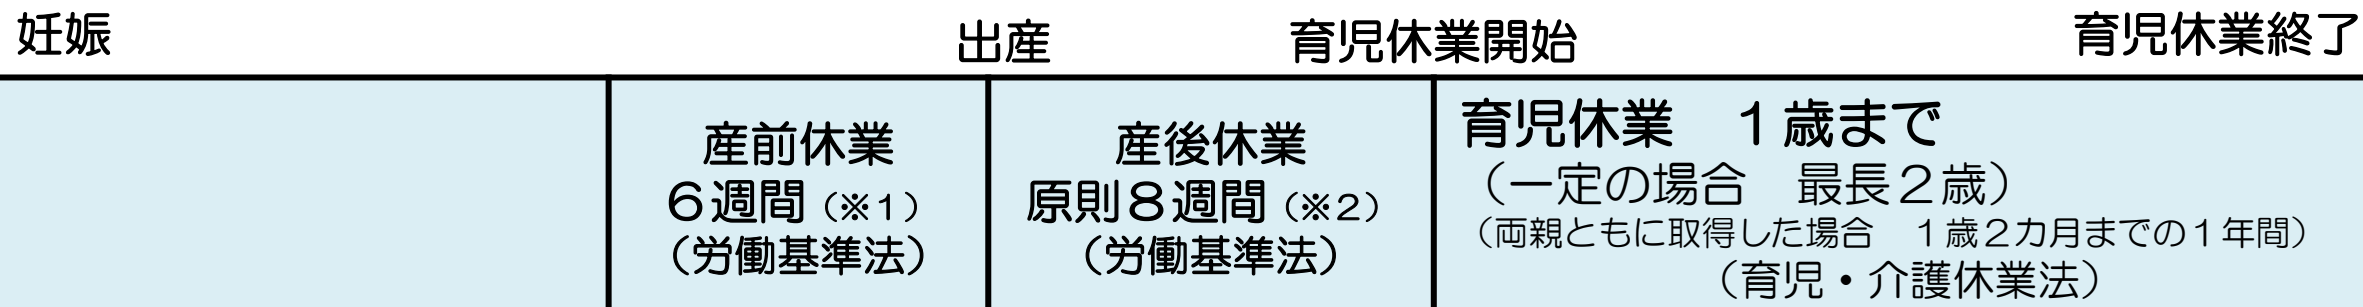 妊娠
出産
育児休業開始
育児休業終了
産前休業
６週間（※１）
（労働基準法）
産後休業
原則８週間（※２）
（労働基準法）
育児休業　１歳まで
（一定の場合　最長２歳）
（両親ともに取得した場合　１歳２カ月までの１年間）
（育児・介護休業法）